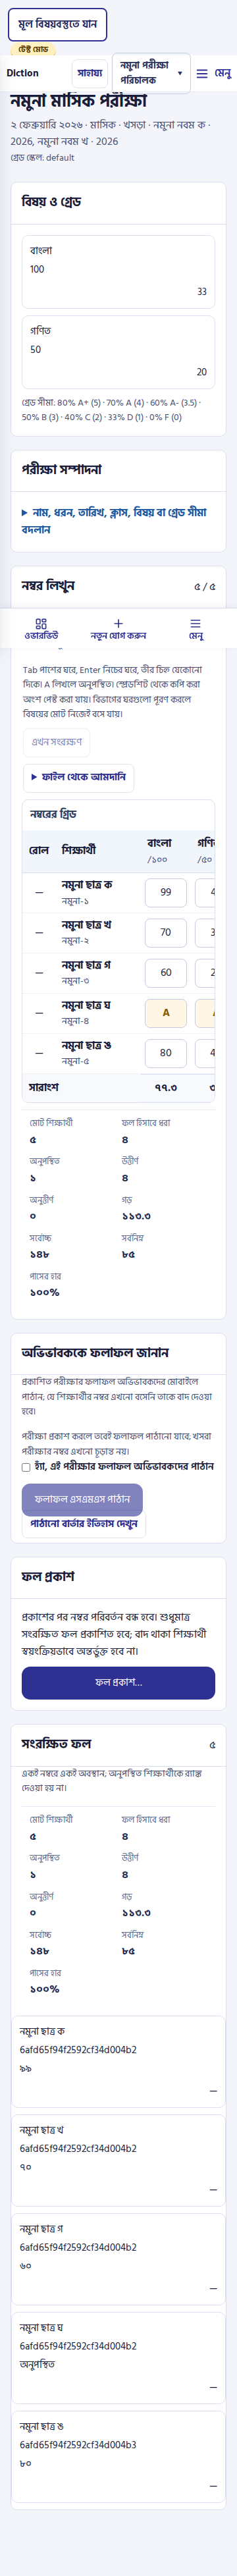 মূল বিষয়বস্তুতে যান
টেস্ট মোড
Diction
সাহায্য
নমুনা পরীক্ষা
পরিচালক
মেনু
নমুনা মাসিক পরীক্ষা
২ ফেব্রুয়ারি ২০২৬ · মাসিক · খসড়া · নমুনা নবম ক ·
2026, নমুনা নবম খ · 2026
গ্রেড স্কেল: default
বিষয় ও গ্রেড
বাংলা
100
33
গণিত
50
20
গ্রেড সীমা: 80% A+ (5) · 70% A (4) · 60% A- (3.5) ·
50% B (3) · 40% C (2) · 33% D (1) · 0% F (0)
পরীক্ষা সম্পাদনা
নাম, ধরন, তারিখ, ক্লাস, বিষয় বা গ্রেড সীমা
বদলান
নম্বর লিখুন
৫ / ৫
ওভারভিউ
নতুন যোগ করুন
মেনু
Tab পাশের ঘরে, Enter নিচের ঘরে, তীর চিহ্ন যেকোনো
দিকে। A লিখলে অনুপস্থিত। স্প্রেডশিট থেকে কপি করা
অংশ পেস্ট করা যায়। বিভাগের ঘরগুলো পূরণ করলে
বিষয়ের মোট নিজেই বসে যায়।
এখন সংরক্ষণ
ফাইল থেকে আমদানি
নম্বরের গ্রিড
রোল
শিক্ষার্থী
বাংলা
/১০০
/৫০
—
নমুনা ছাত্র ক
নমুনা-১
99
—
নমুনা ছাত্র খ
নমুনা-২
70
—
নমুনা ছাত্র গ
নমুনা-৩
60
—
নমুনা ছাত্র ঘ
নমুনা-৪
A
—
নমুনা ছাত্র ঙ
নমুনা-৫
80
সারাংশ
৭৭.৩
মোট শিক্ষার্থী
৫
ফল হিসাবে ধরা
৪
অনুপস্থিত
১
উত্তীর্ণ
৪
অনুত্তীর্ণ
০
গড়
১১৩.৩
সর্বোচ্চ
১৪৮
সর্বনিম্ন
৮৫
পাসের হার
১০০%
অভিভাবককে ফলাফল জানান
প্রকাশিত পরীক্ষার ফলাফল অভিভাবকদের মোবাইলে
পাঠান; যে শিক্ষার্থীর নম্বর এখনো বসেনি তাকে বাদ দেওয়া
হবে।
পরীক্ষা প্রকাশ করলে তবেই ফলাফল পাঠানো যাবে; খসরা
পরীক্ষার নম্বর এখনো চূড়ান্ত নয়।
হ্যাঁ, এই পরীক্ষার ফলাফল অভিভাবকদের পাঠান
ফলাফল এসএমএস পাঠান
পাঠানো বার্তার ইতিহাস দেখুন
ফল প্রকাশ
প্রকাশের পর নম্বর পরিবর্তন বন্ধ হবে। শুধুমাত্র
সংরক্ষিত ফল প্রকাশিত হবে; বাদ থাকা শিক্ষার্থী
স্বয়ংক্রিয়ভাবে অন্তর্ভুক্ত হবে না।
ফল প্রকাশ...
সংরক্ষিত ফল
৫
একই নম্বরে একই অবস্থান; অনুপস্থিত শিক্ষার্থীকে র‍্যাঙ্ক
দেওয়া হয় না।
মোট শিক্ষার্থী
৫
ফল হিসাবে ধরা
৪
অনুপস্থিত
১
উত্তীর্ণ
৪
অনুত্তীর্ণ
০
গড়
১১৩.৩
সর্বোচ্চ
১৪৮
সর্বনিম্ন
৮৫
পাসের হার
১০০%
নমুনা ছাত্র ক
6afd65f94f2592cf34d004b2
৯৯
—
নমুনা ছাত্র খ
6afd65f94f2592cf34d004b2
৭০
—
নমুনা ছাত্র গ
6afd65f94f2592cf34d004b2
৬০
—
নমুনা ছাত্র ঘ
6afd65f94f2592cf34d004b2
অনুপস্থিত
—
নমুনা ছাত্র ঙ
6afd65f94f2592cf34d004b3
৮০
—